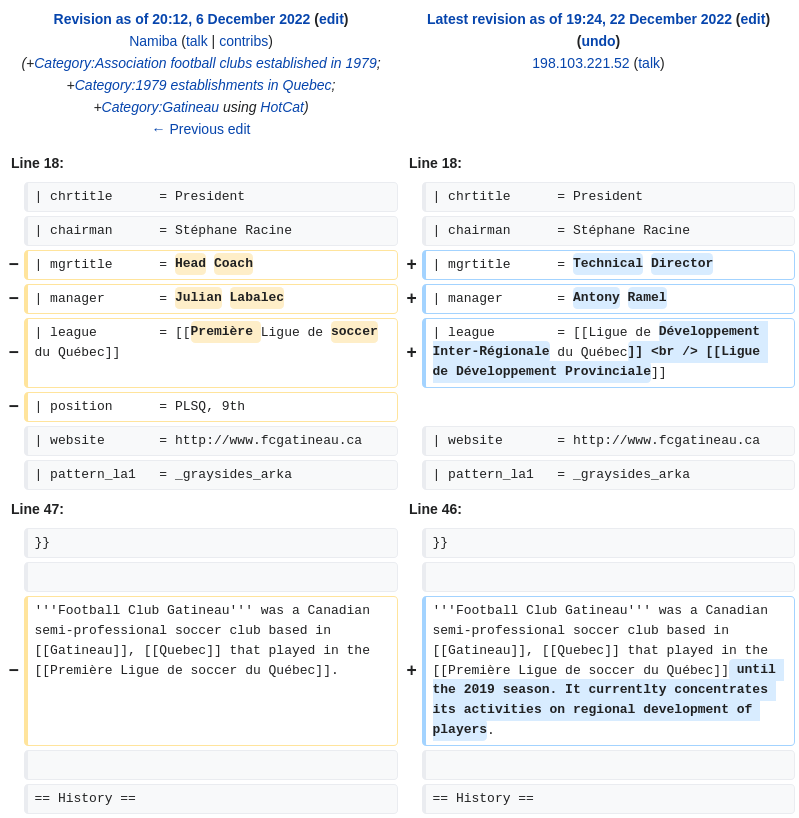 Revision as of 20:12, 6 December 2022 (edit)
Namiba (talk | contribs)
(+Category:Association football clubs established in 1979;
+Category:1979 establishments in Quebec;
+Category:Gatineau using HotCat)
← Previous edit
Latest revision as of 19:24, 22 December 2022 (edit)
(undo)
198.103.221.52 (talk)
Line 18:
Line 18:
| chrtitle      = President
| chrtitle      = President
| chairman      = Stéphane Racine
| chairman      = Stéphane Racine
− | mgrtitle      = Head Coach
+ | mgrtitle      = Technical Director
− | manager       = Julian Labalec
+ | manager       = Antony Ramel
− | league        = [[Première Ligue de soccer
du Québec]]
+ | league        = [[Ligue de Développement
Inter-Régionale du Québec]] <br /> [[Ligue
de Développement Provinciale]]
− | position      = PLSQ, 9th
| website       = http://www.fcgatineau.ca
| website       = http://www.fcgatineau.ca
| pattern_la1   = _graysides_arka
| pattern_la1   = _graysides_arka
Line 47:
Line 46:
}}
}}
− '''Football Club Gatineau''' was a Canadian
semi-professional soccer club based in
[[Gatineau]], [[Quebec]] that played in the
[[Première Ligue de soccer du Québec]].
+ '''Football Club Gatineau''' was a Canadian
semi-professional soccer club based in
[[Gatineau]], [[Quebec]] that played in the
[[Première Ligue de soccer du Québec]] until
the 2019 season. It currentlty concentrates
its activities on regional development of
players.
== History ==
== History ==